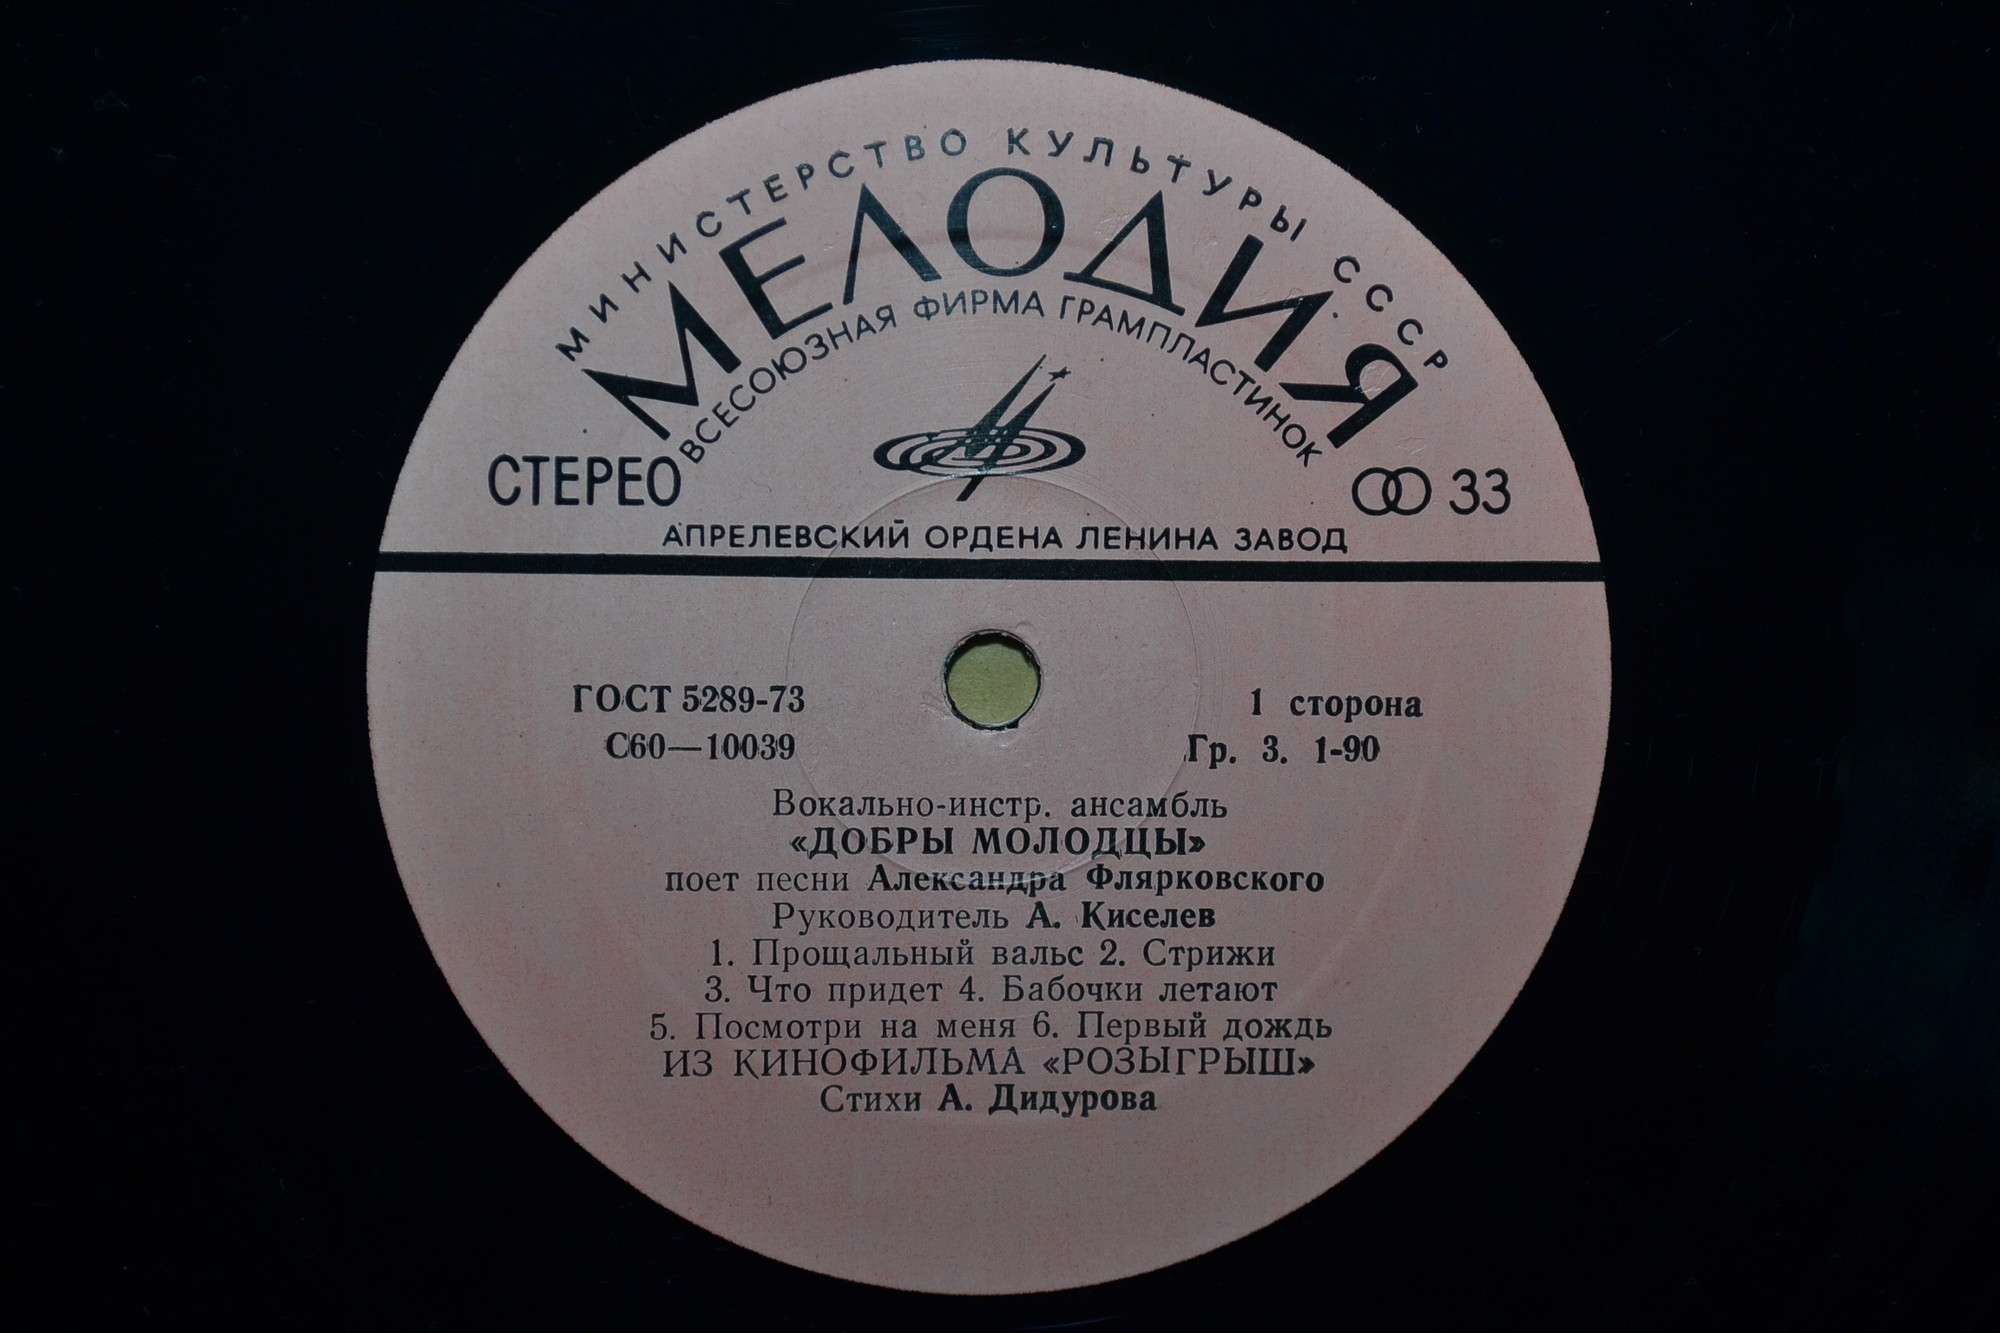 МИНИСТЕРСТВО КУЛЬТУРЫ СССР
МЕЛОДИЯ
ВСЕСОЮЗНАЯ ФИРМА ГРАМПЛАСТИНОК
СТЕРЕО
33
АПРЕЛЕВСКИЙ ОРДЕНА ЛЕНИНА ЗАВОД
ГОСТ 5289-73
1 сторона
С60—10039
Гр. 3. 1-90
Вокально-инстр. ансамбль
«ДОБРЫ МОЛОДЦЫ»
поет песни Александра Флярковского
Руководитель А. Киселев
1. Прощальный вальс 2. Стрижи
3. Что придет 4. Бабочки летают
5. Посмотри на меня 6. Первый дождь
ИЗ КИНОФИЛЬМА «РОЗЫГРЫШ»
Стихи А. Дидурова